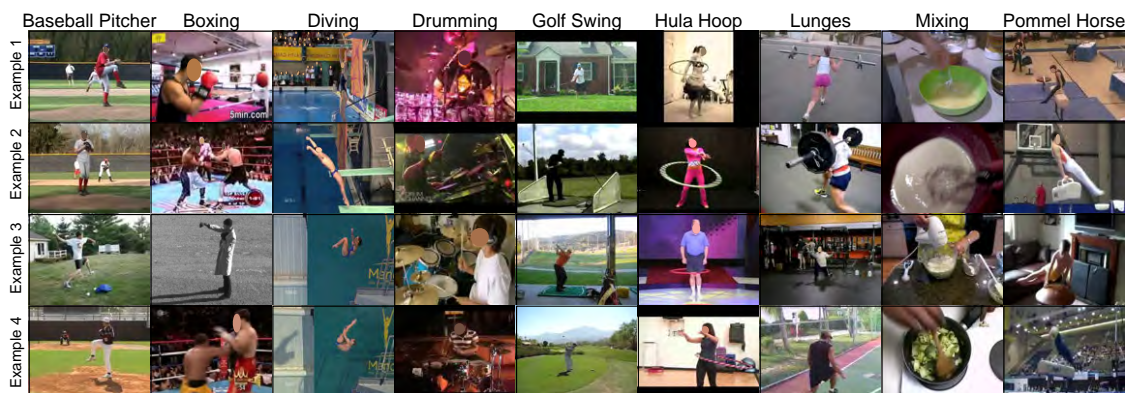 Baseball Pitcher Boxing Diving Drumming Golf Swing Hula Hoop Lunges Mixing Pommel Horse
Example 1
5min.com
Example 2
Example 3
Example 4